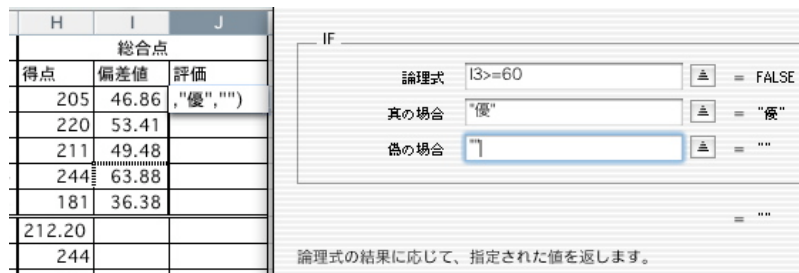 H I J
総合点
得点 偏差値 評価
205 46.86 ,"優","")
220 53.41
211 49.48
244 63.88
181 36.38
212.20
244
IF
論理式 I3>=60 = FALSE
真の場合 "優" = "優"
偽の場合 "" = ""
= ""
論理式の結果に応じて、指定された値を返します。